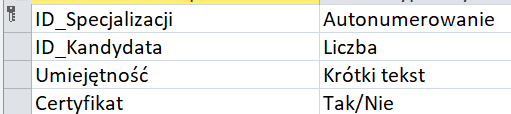 ID_Specjalizacji Autonumerowanie
ID_Kandydata Liczba
Umiejętność Krótki tekst
Certyfikat Tak/Nie